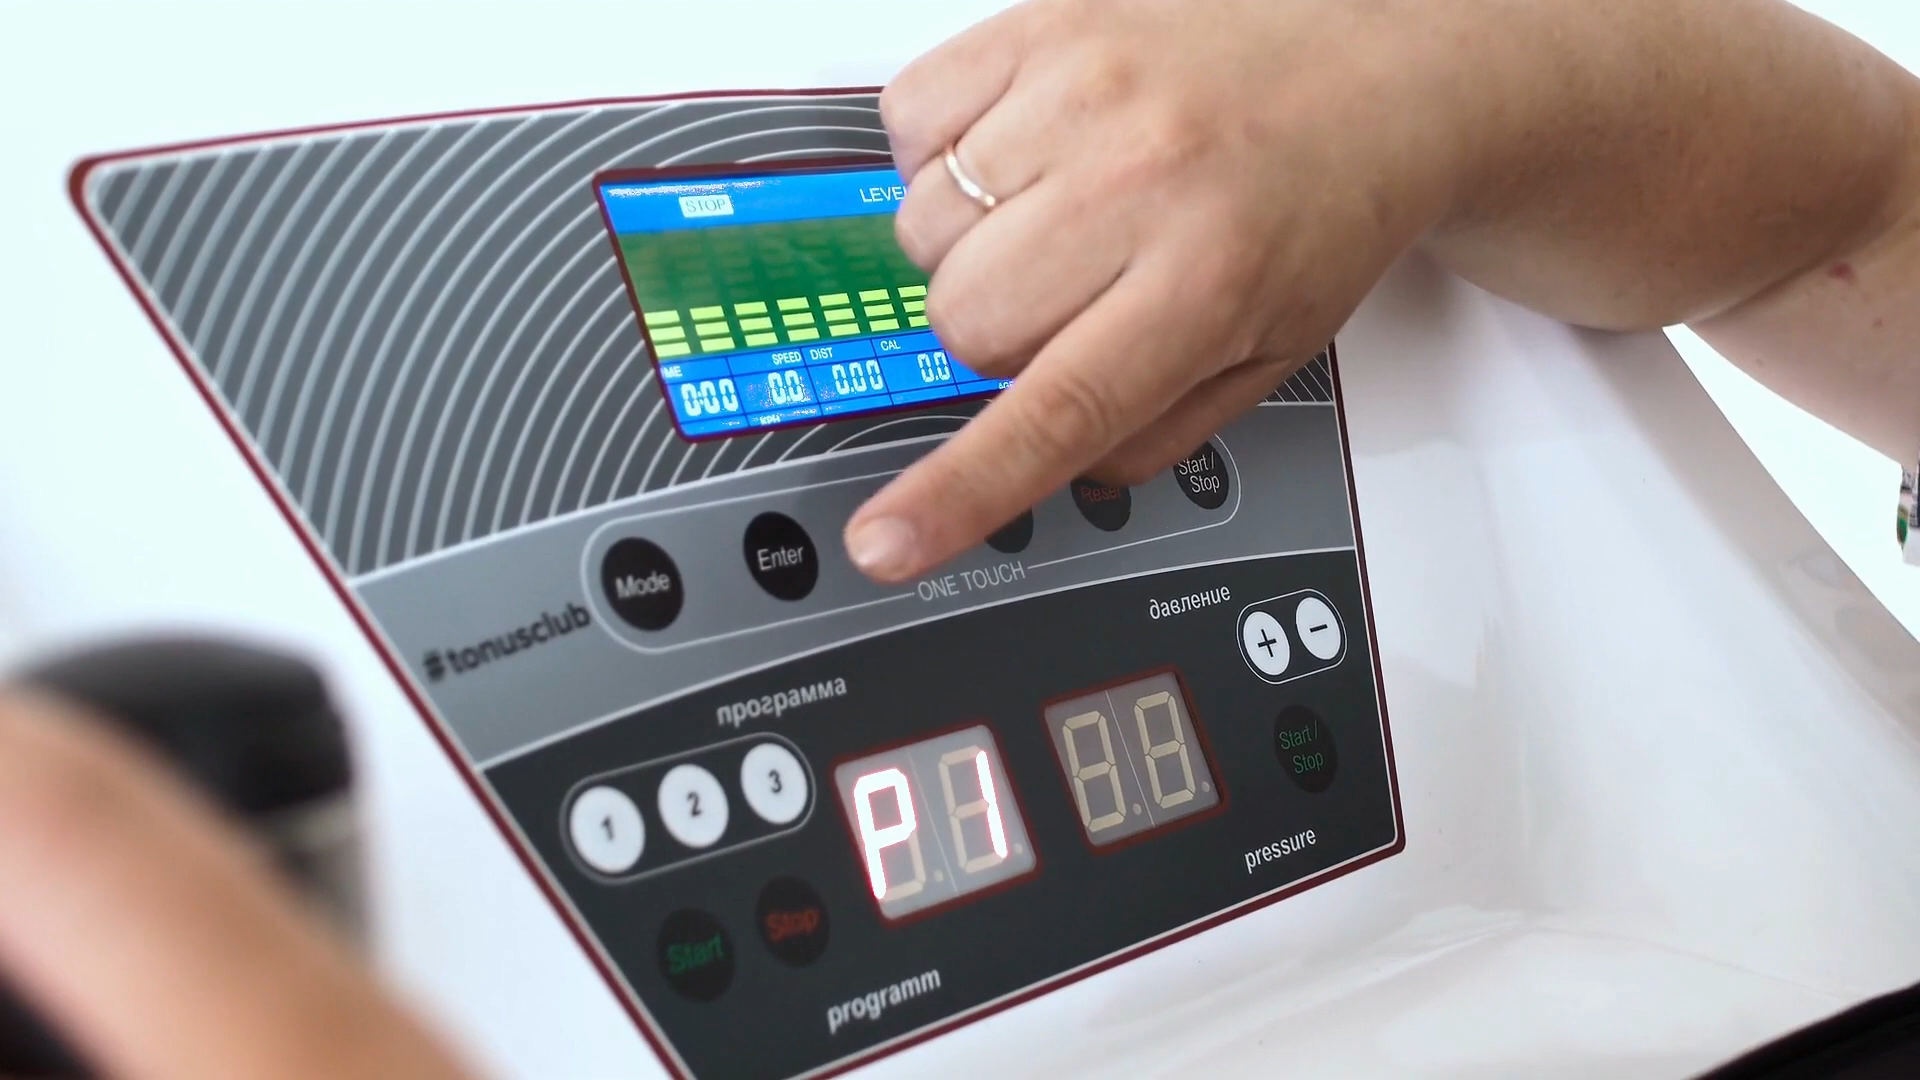 STOP
LEVEL
SPEED DIST CAL
0:00 0.0 0.00 0.0
Mode Enter Reset Start / Stop
ONE TOUCH
#tonusclub
давление
+ −
программа
1 2 3
P1
Start / Stop
Start Stop
pressure
programm